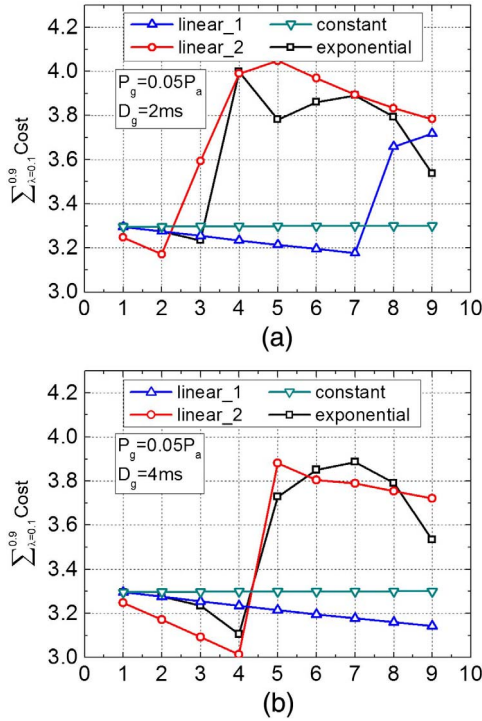 linear_1 constant
linear_2 exponential
P_g=0.05P_a
D_g=2ms
∑_{λ=0.1}^{0.9} Cost
4.2
4.0
3.8
3.6
3.4
3.2
3.0
0 1 2 3 4 5 6 7 8 9 10
(a)
linear_1 constant
linear_2 exponential
P_g=0.05P_a
D_g=4ms
∑_{λ=0.1}^{0.9} Cost
4.2
4.0
3.8
3.6
3.4
3.2
3.0
0 1 2 3 4 5 6 7 8 9 10
(b)